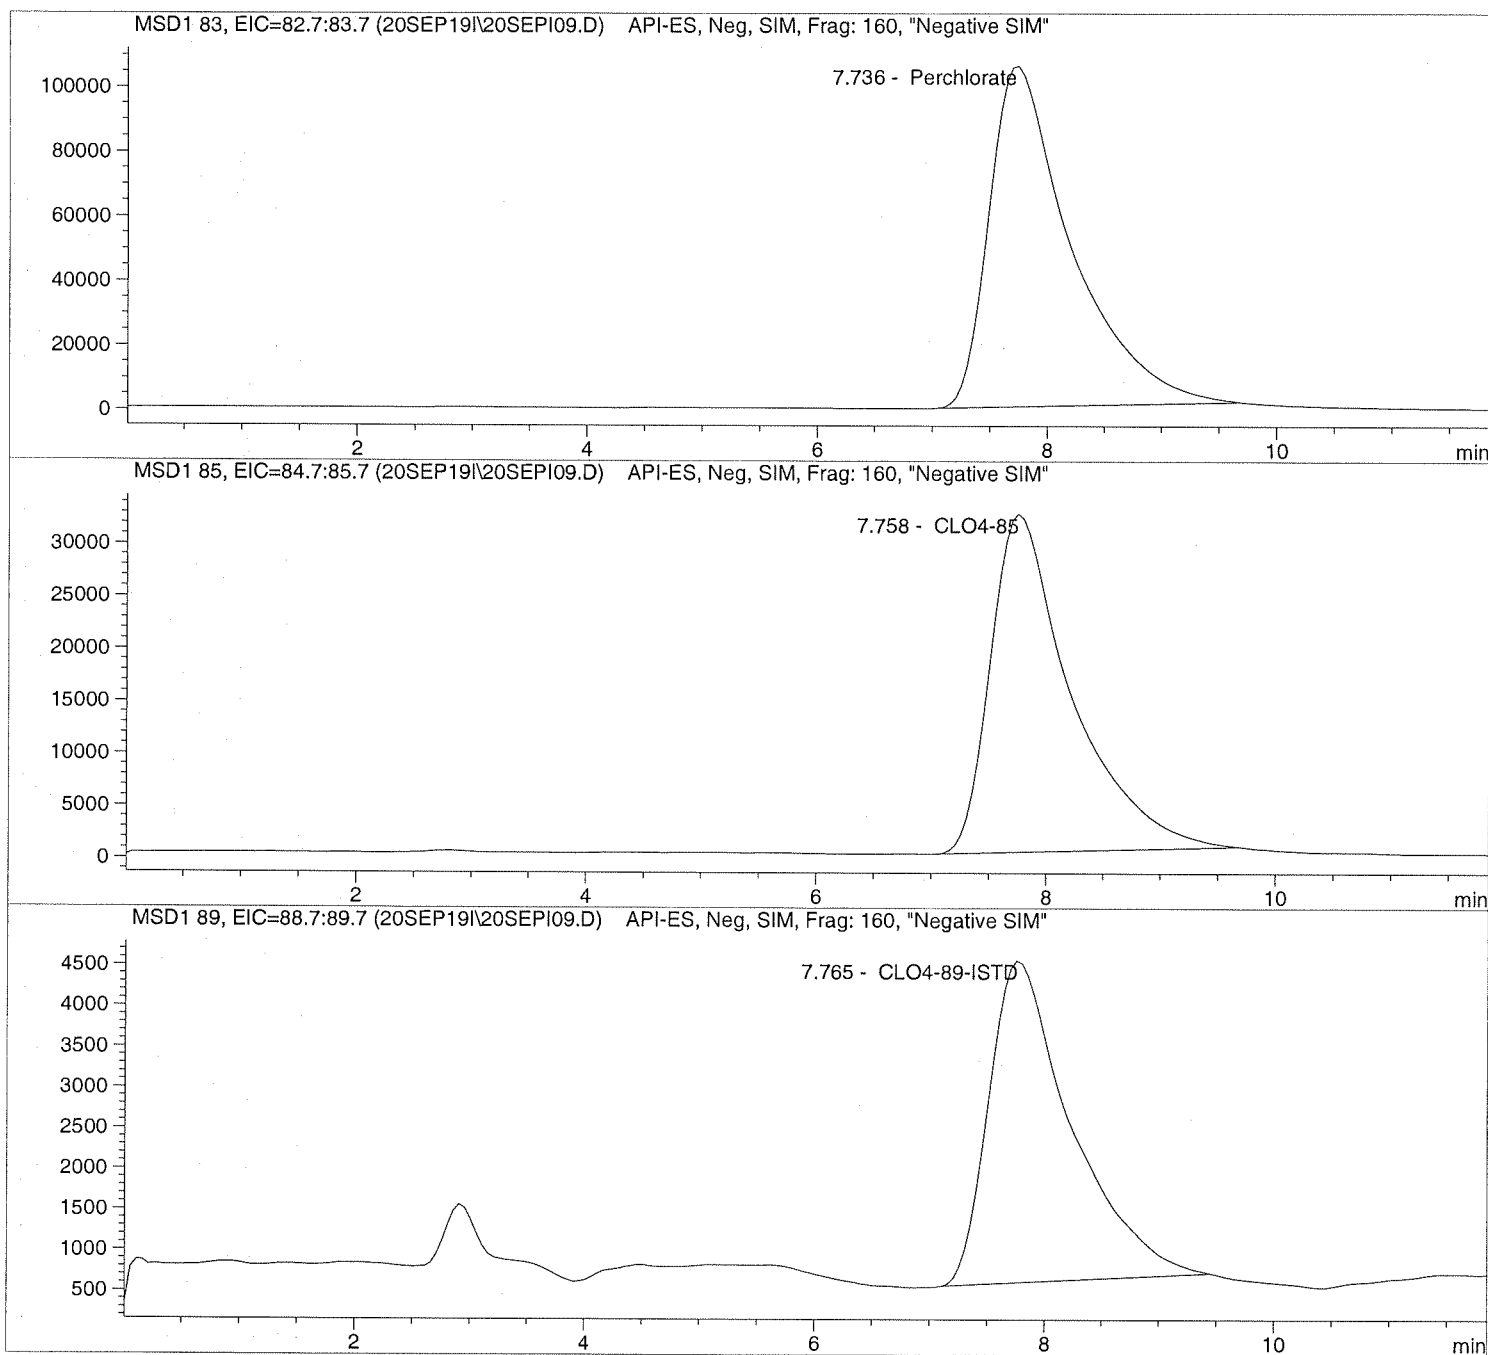 MSD1 83, EIC=82.7:83.7 (20SEP19I\20SEPI09.D) API-ES, Neg, SIM, Frag: 160, "Negative SIM"
7.736 - Perchlorate
100000
80000
60000
40000
20000
0
2 4 6 8 10 min
MSD1 85, EIC=84.7:85.7 (20SEP19I\20SEPI09.D) API-ES, Neg, SIM, Frag: 160, "Negative SIM"
7.758 - CLO4-85
30000
25000
20000
15000
10000
5000
0
2 4 6 8 10 min
MSD1 89, EIC=88.7:89.7 (20SEP19I\20SEPI09.D) API-ES, Neg, SIM, Frag: 160, "Negative SIM"
7.765 - CLO4-89-ISTD
4500
4000
3500
3000
2500
2000
1500
1000
500
2 4 6 8 10 min